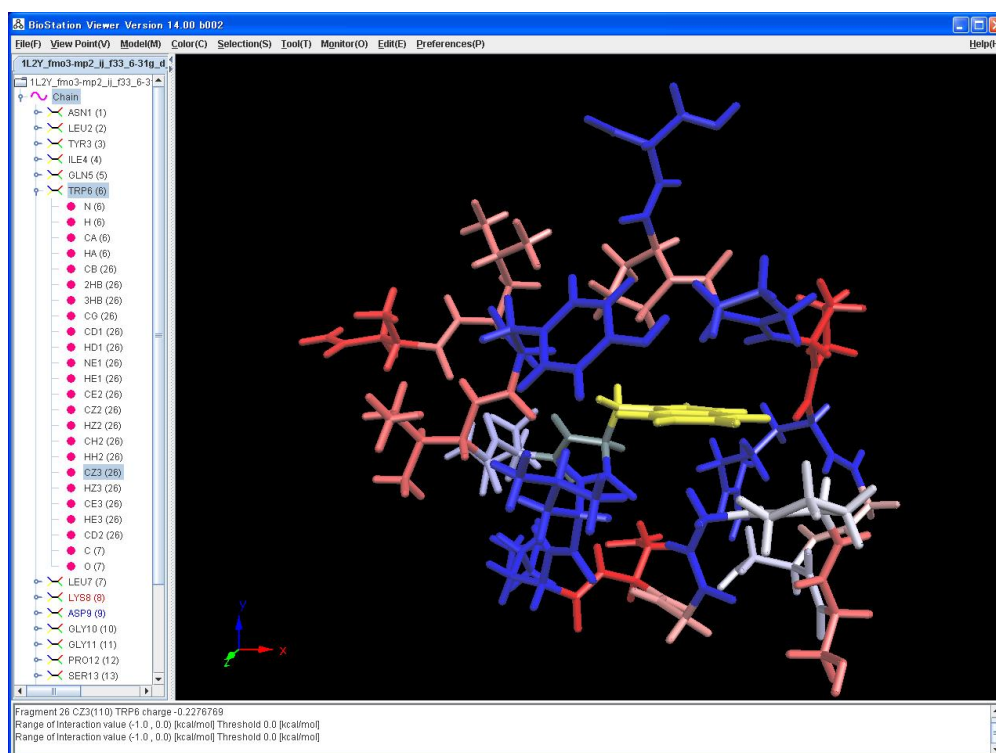 BioStation Viewer Version 14.00 b002
File(F) View Point(V) Model(M) Color(C) Selection(S) Tool(T) Monitor(O) Edit(E) Preferences(P) Help(H
1L2Y_fmo3-mp2_ij_f33_6-31g_d_
1L2Y_fmo3-mp2_ij_f33_6-31
Chain
ASN1 (1)
LEU2 (2)
TYR3 (3)
ILE4 (4)
GLN5 (5)
TRP6 (6)
N (6)
H (6)
CA (6)
HA (6)
CB (26)
2HB (26)
3HB (26)
CG (26)
CD1 (26)
HD1 (26)
NE1 (26)
HE1 (26)
CE2 (26)
CZ2 (26)
HZ2 (26)
CH2 (26)
HH2 (26)
CZ3 (26)
HZ3 (26)
CE3 (26)
HE3 (26)
CD2 (26)
C (7)
O (7)
LEU7 (7)
LYS8 (8)
ASP9 (9)
GLY10 (10)
GLY11 (11)
PRO12 (12)
SER13 (13)
Y
X
Z
Fragment 26 CZ3(110) TRP6 charge -0.2276769
Range of Interaction value (-1.0 , 0.0) [kcal/mol] Threshold 0.0 [kcal/mol]
Range of Interaction value (-1.0 , 0.0) [kcal/mol] Threshold 0.0 [kcal/mol]